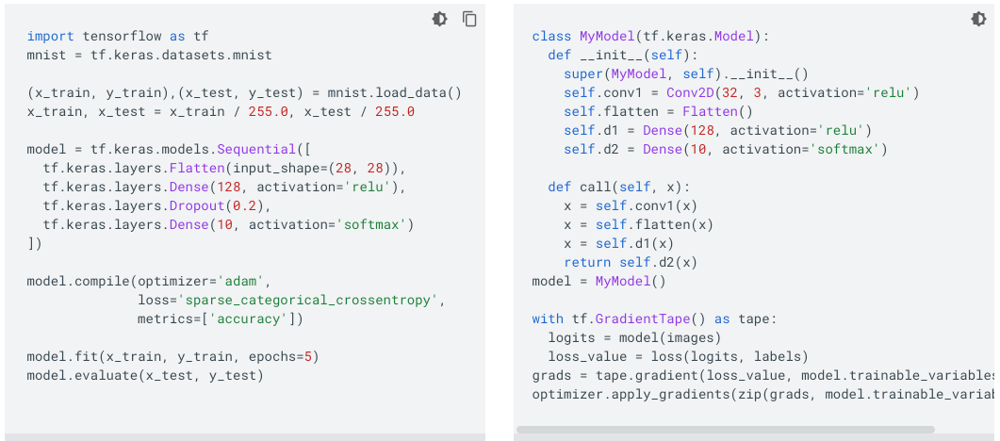 import tensorflow as tf
mnist = tf.keras.datasets.mnist

(x_train, y_train),(x_test, y_test) = mnist.load_data()
x_train, x_test = x_train / 255.0, x_test / 255.0

model = tf.keras.models.Sequential([
  tf.keras.layers.Flatten(input_shape=(28, 28)),
  tf.keras.layers.Dense(128, activation='relu'),
  tf.keras.layers.Dropout(0.2),
  tf.keras.layers.Dense(10, activation='softmax')
])

model.compile(optimizer='adam',
              loss='sparse_categorical_crossentropy',
              metrics=['accuracy'])

model.fit(x_train, y_train, epochs=5)
model.evaluate(x_test, y_test)

class MyModel(tf.keras.Model):
  def __init__(self):
    super(MyModel, self).__init__()
    self.conv1 = Conv2D(32, 3, activation='relu')
    self.flatten = Flatten()
    self.d1 = Dense(128, activation='relu')
    self.d2 = Dense(10, activation='softmax')

  def call(self, x):
    x = self.conv1(x)
    x = self.flatten(x)
    x = self.d1(x)
    return self.d2(x)
model = MyModel()

with tf.GradientTape() as tape:
  logits = model(images)
  loss_value = loss(logits, labels)
grads = tape.gradient(loss_value, model.trainable_variables
optimizer.apply_gradients(zip(grads, model.trainable_variab